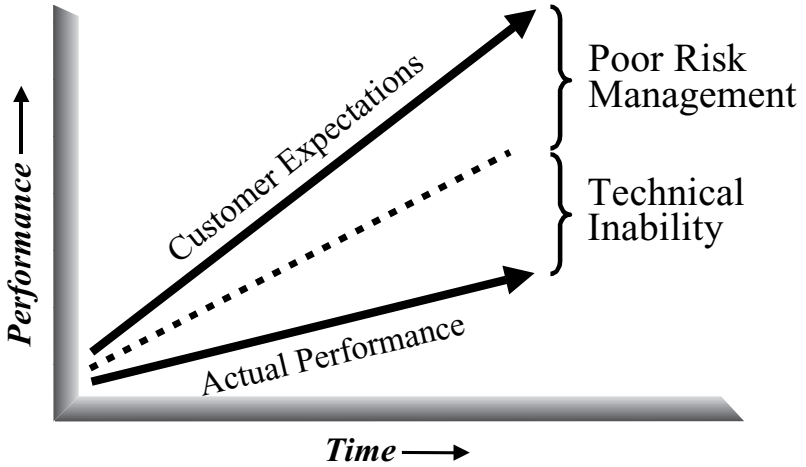 Poor Risk
Management
Customer Expectations
Technical
Inability
Performance
Actual Performance
Time